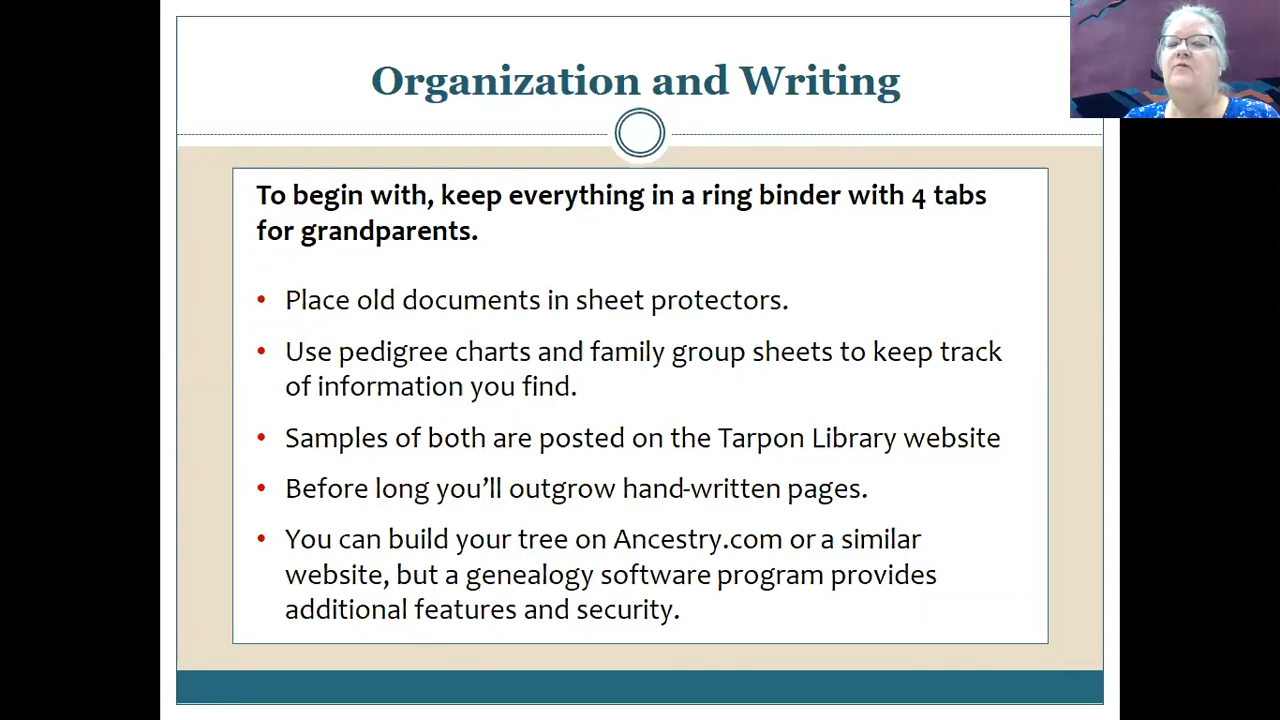 Organization and Writing
To begin with, keep everything in a ring binder with 4 tabs
for grandparents.
• Place old documents in sheet protectors.
• Use pedigree charts and family group sheets to keep track
of information you find.
• Samples of both are posted on the Tarpon Library website
• Before long you’ll outgrow hand-written pages.
• You can build your tree on Ancestry.com or a similar
website, but a genealogy software program provides
additional features and security.